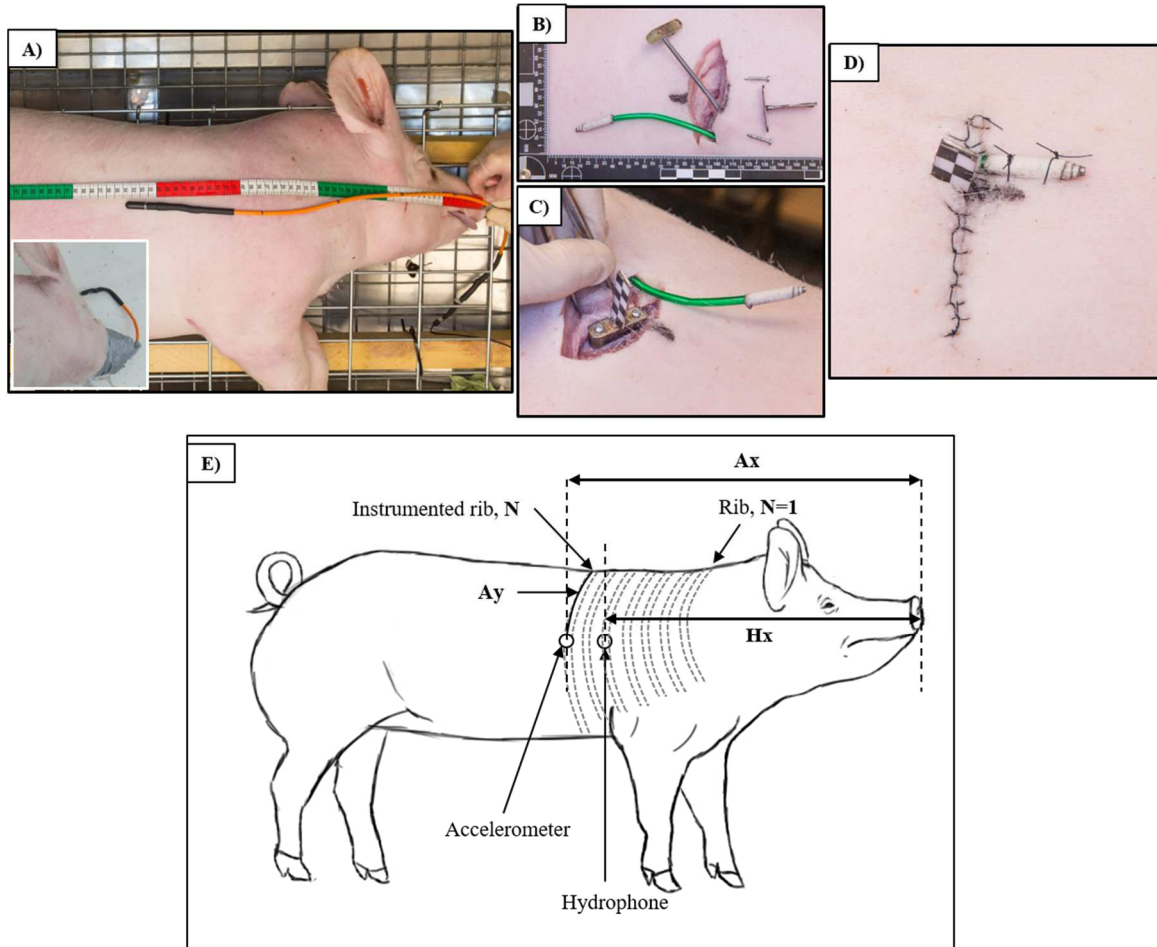 A)
B)
C)
D)
E)
Ax
Instrumented rib, N
Rib, N=1
Ay
Hx
Accelerometer
Hydrophone